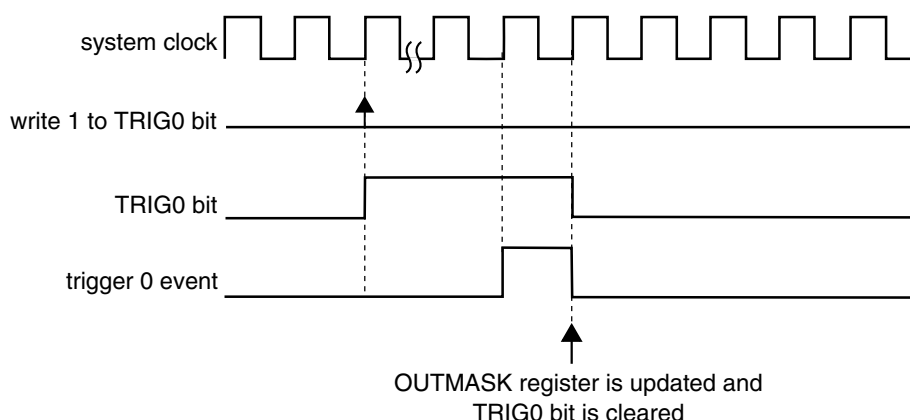 system clock
write 1 to TRIG0 bit
TRIG0 bit
trigger 0 event
OUTMASK register is updated and
TRIG0 bit is cleared